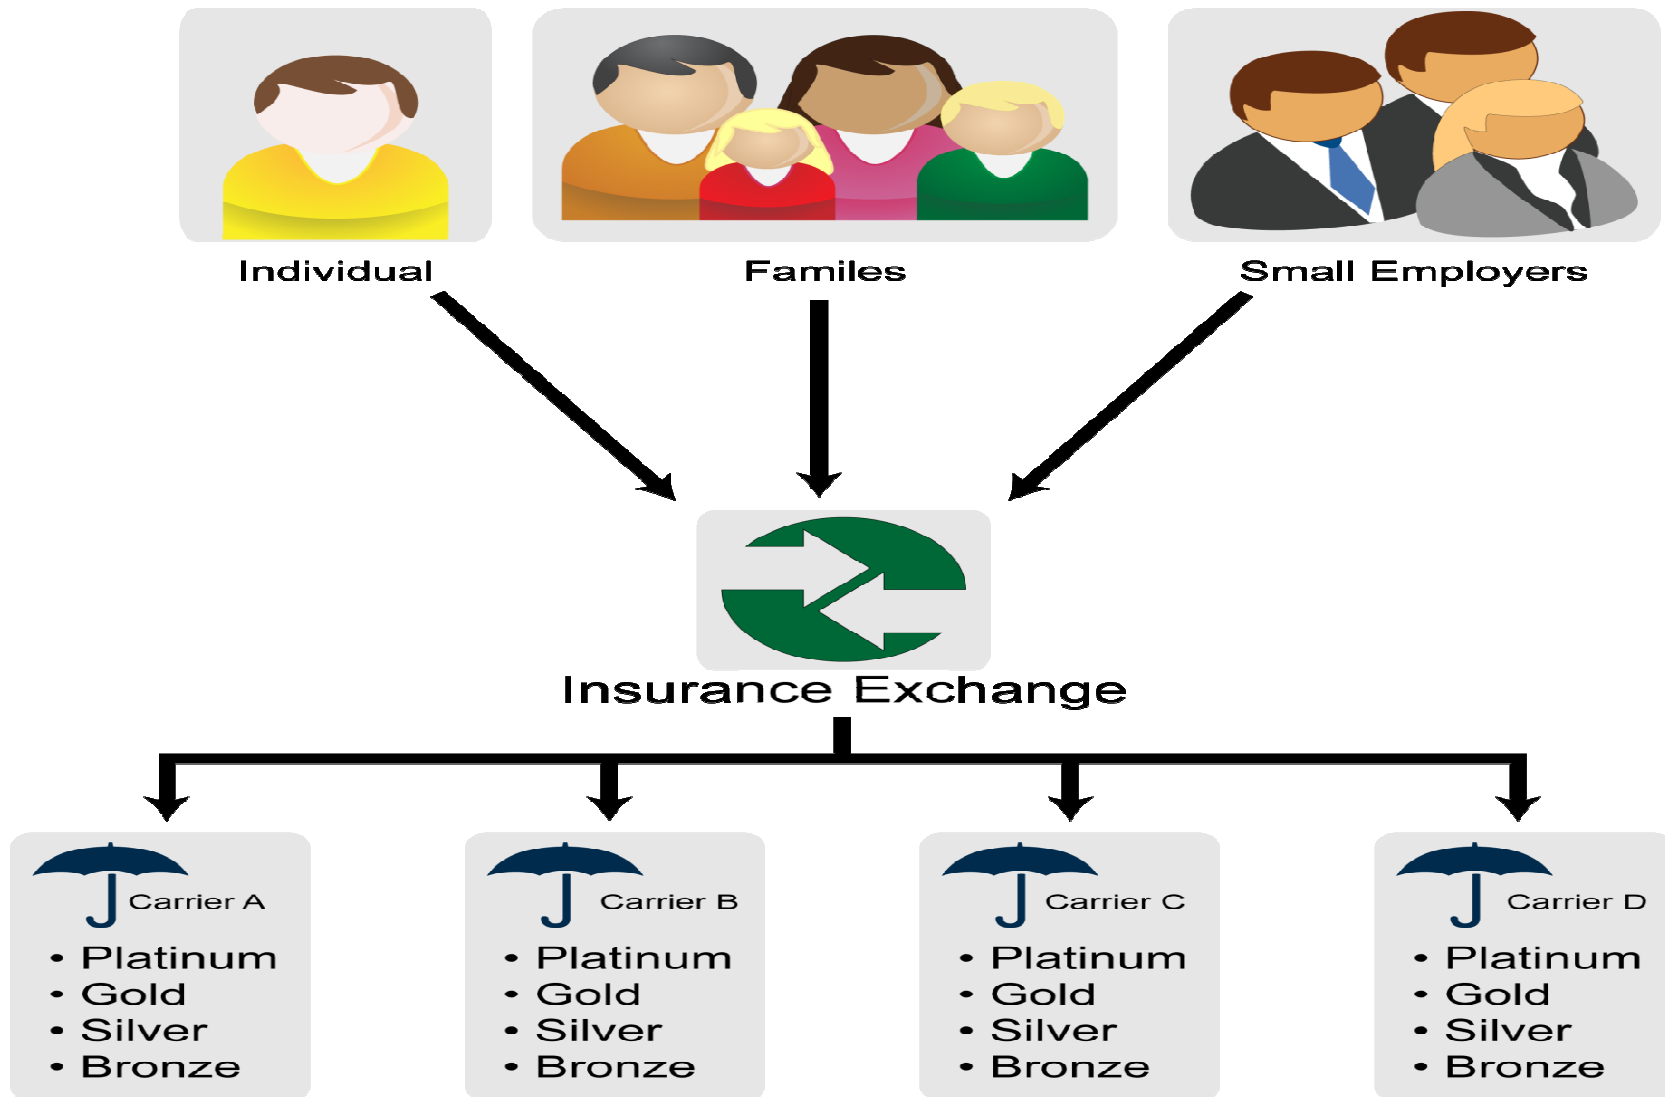 Individual
Familes
Small Employers
Insurance Exchange
Carrier A
• Platinum
• Gold
• Silver
• Bronze
Carrier B
• Platinum
• Gold
• Silver
• Bronze
Carrier C
• Platinum
• Gold
• Silver
• Bronze
Carrier D
• Platinum
• Gold
• Silver
• Bronze